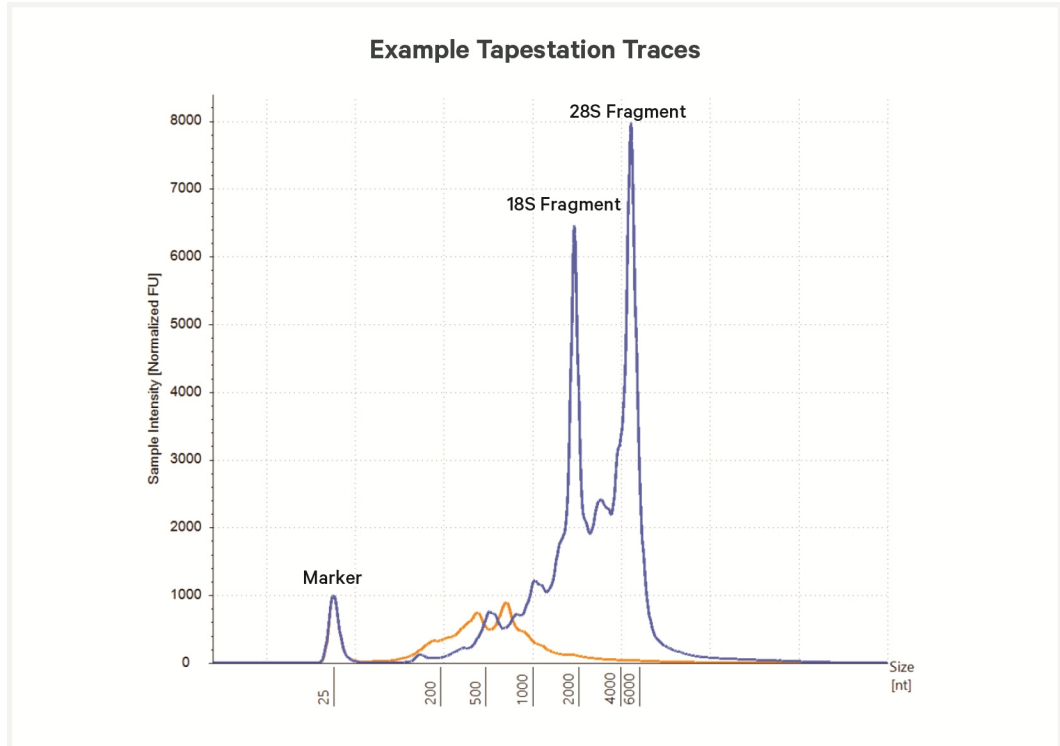 Example Tapestation Traces
28S Fragment
18S Fragment
Marker
Sample Intensity [Normalized FU]
8000
7000
6000
5000
4000
3000
2000
1000
0
25
200
500
1000
2000
4000
6000
Size
[nt]